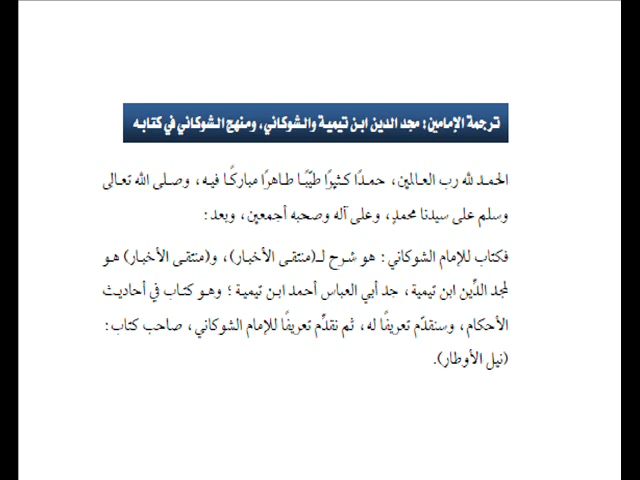 ترجمة الإمامين: مجد الدين ابن تيمية والشوكاني، ومنهج الشوكاني في كتابه
الحمد لله رب العالمين، حمدًا كثيرًا طيّبًا طاهرًا مباركًا فيه، وصلى الله تعالى
وسلم على سيدنا محمدٍ، وعلى آله وصحبه أجمعين، وبعد:
فكتاب للإمام الشوكاني: هو شرح لـ(منتقى الأخبار)، و(منتقى الأخبار) هو
لمجد الدِّين ابن تيمية، جد أبي العباس أحمد ابن تيمية؛ وهو كتاب في أحاديث
الأحكام، وسنقدّم تعريفًا له، ثم نقدِّم تعريفًا للإمام الشوكاني، صاحب كتاب:
(نيل الأوطار).